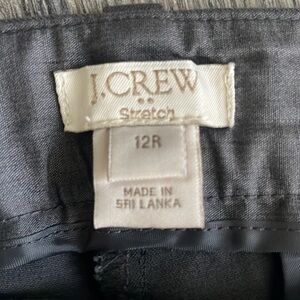 J.CREW
Stretch
12R
MADE IN
SRI LANKA